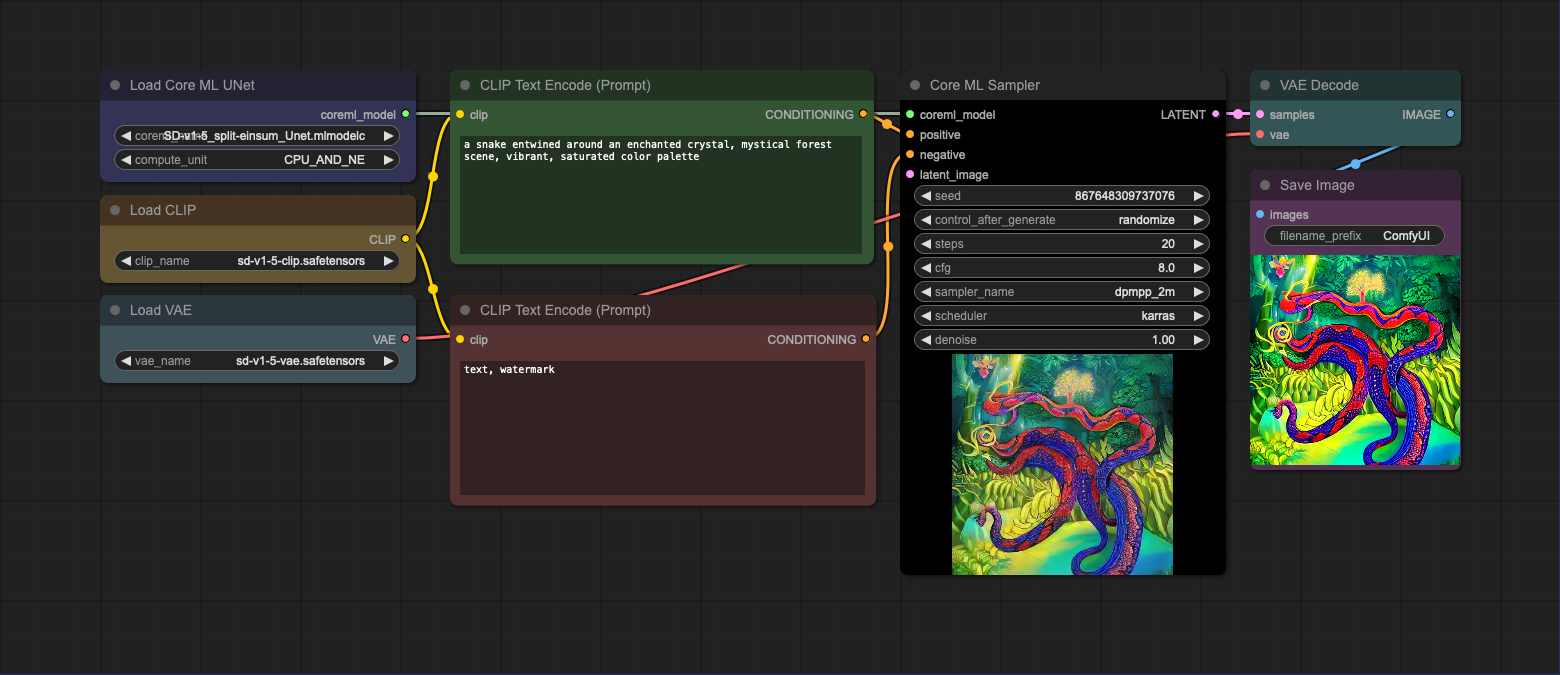 Load Core ML UNet
coreml_model
SD-v1-5_split-einsum_Unet.mlmodelc
compute_unit CPU_AND_NE
Load CLIP
CLIP
clip_name sd-v1-5-clip.safetensors
Load VAE
VAE
vae_name sd-v1-5-vae.safetensors
CLIP Text Encode (Prompt)
clip CONDITIONING
a snake entwined around an enchanted crystal, mystical forest
scene, vibrant, saturated color palette
CLIP Text Encode (Prompt)
clip CONDITIONING
text, watermark
Core ML Sampler
coreml_model LATENT
positive
negative
latent_image
seed 867648309737076
control_after_generate randomize
steps 20
cfg 8.0
sampler_name dpmpp_2m
scheduler karras
denoise 1.00
VAE Decode
samples IMAGE
vae
Save Image
images
filename_prefix ComfyUI